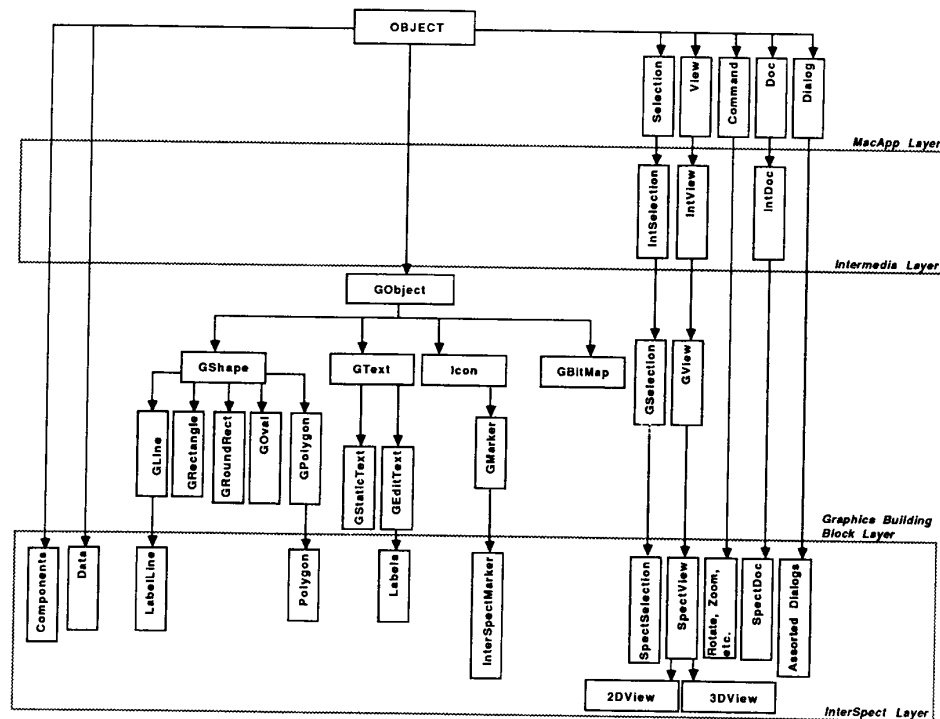 OBJECT
Selection
View
Command
Doc
Dialog
MacApp Layer
IntSelection
IntView
IntDoc
Intermedia Layer
GObject
GShape
GText
Icon
GBitMap
GSelection
GView
GLine
GRectangle
GRoundRect
GOval
GPolygon
GStaticText
GEditText
GMarker
Graphics Building
Block Layer
Components
Data
LabelLine
Polygon
Labels
InterSpectMarker
SpectSelection
SpectView
Rotate, Zoom,
etc.
SpectDoc
Assorted Dialogs
2DView
3DView
InterSpect Layer